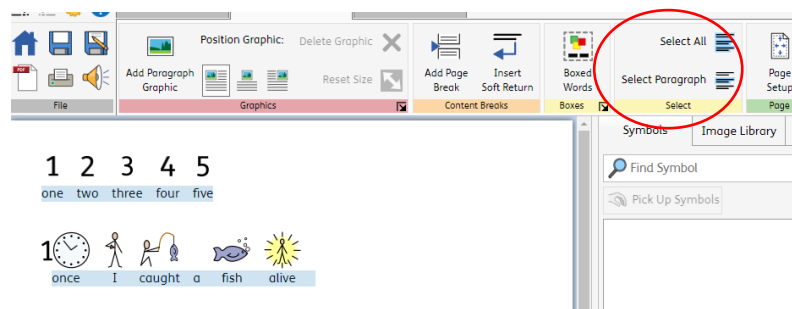 Position Graphic: Delete Graphic
Select All
Add Paragraph Graphic
Reset Size
Add Page Break
Insert Soft Return
Boxed Words
Select Paragraph
Page Setup
PDF
File
Graphics
Content Breaks
Boxes
Select
Page
Symbols
Image Library
Find Symbol
Pick Up Symbols
1 2 3 4 5
one two three four five
1
once I caught a fish alive